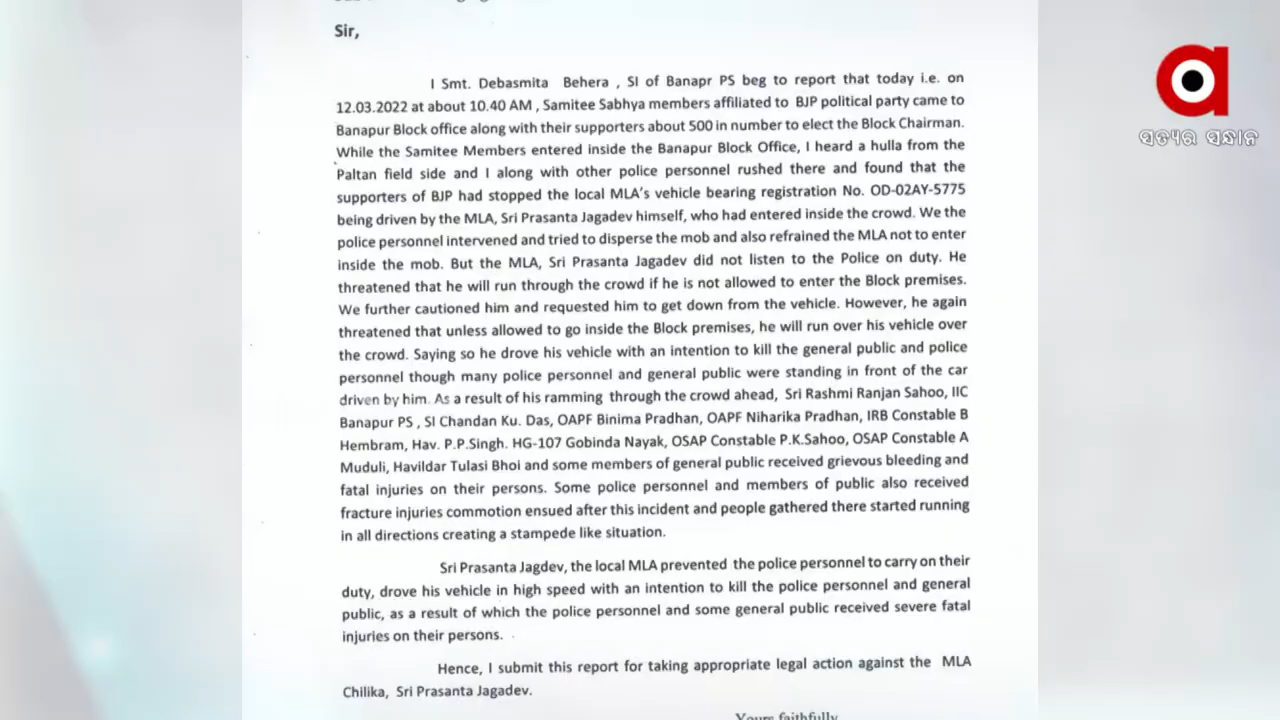 Sir,
I Smt. Debasmita Behera , SI of Banapr PS beg to report that today i.e. on
12.03.2022 at about 10.40 AM , Samitee Sabhya members affiliated to BJP political party came to
Banapur Block office along with their supporters about 500 in number to elect the Block Chairman.
While the Samitee Members entered inside the Banapur Block Office, I heard a hulla from the
Paltan field side and I along with other police personnel rushed there and found that the
supporters of BJP had stopped the local MLA's vehicle bearing registration No. OD-02AY-5775
being driven by the MLA, Sri Prasanta Jagadev himself, who had entered inside the crowd. We the
police personnel intervened and tried to disperse the mob and also refrained the MLA not to enter
inside the mob. But the MLA, Sri Prasanta Jagadev did not listen to the Police on duty. He
threatened that he will run through the crowd if he is not allowed to enter the Block premises.
We further cautioned him and requested him to get down from the vehicle. However, he again
threatened that unless allowed to go inside the Block premises, he will run over his vehicle over
the crowd. Saying so he drove his vehicle with an intention to kill the general public and police
personnel though many police personnel and general public were standing in front of the car
driven by him. As a result of his ramming through the crowd ahead, Sri Rashmi Ranjan Sahoo, IIC
Banapur PS , SI Chandan Ku. Das, OAPF Binima Pradhan, OAPF Niharika Pradhan, IRB Constable B
Hembram, Hav. P.P.Singh. HG-107 Gobinda Nayak, OSAP Constable P.K.Sahoo, OSAP Constable A
Muduli, Havildar Tulasi Bhoi and some members of general public received grievous bleeding and
fatal injuries on their persons. Some police personnel and members of public also received
fracture injuries commotion ensued after this incident and people gathered there started running
in all directions creating a stampede like situation.
Sri Prasanta Jagdev, the local MLA prevented the police personnel to carry on their
duty, drove his vehicle in high speed with an intention to kill the police personnel and general
public, as a result of which the police personnel and some general public received severe fatal
injuries on their persons.
Hence, I submit this report for taking appropriate legal action against the MLA
Chilika, Sri Prasanta Jagadev.
Yours faithfully
ସତ୍ୟର ସନ୍ଧାନ